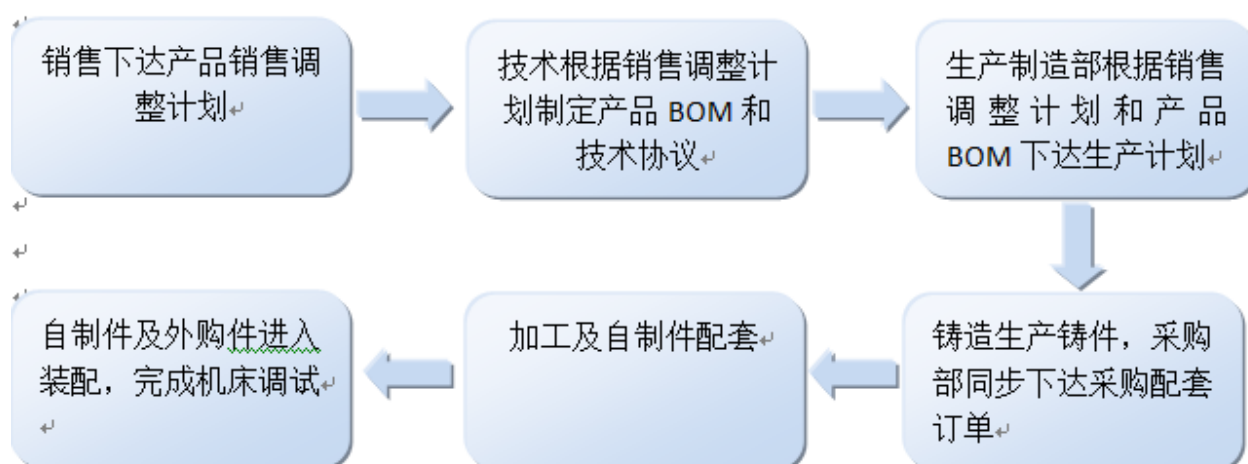 销售下达产品销售调
整计划
技术根据销售调整计
划制定产品 BOM 和
技术协议
生产制造部根据销售
调整计划和产品
BOM 下达生产计划
铸造生产铸件，采购
部同步下达采购配套
订单
加工及自制件配套
自制件及外购件进入
装配，完成机床调试